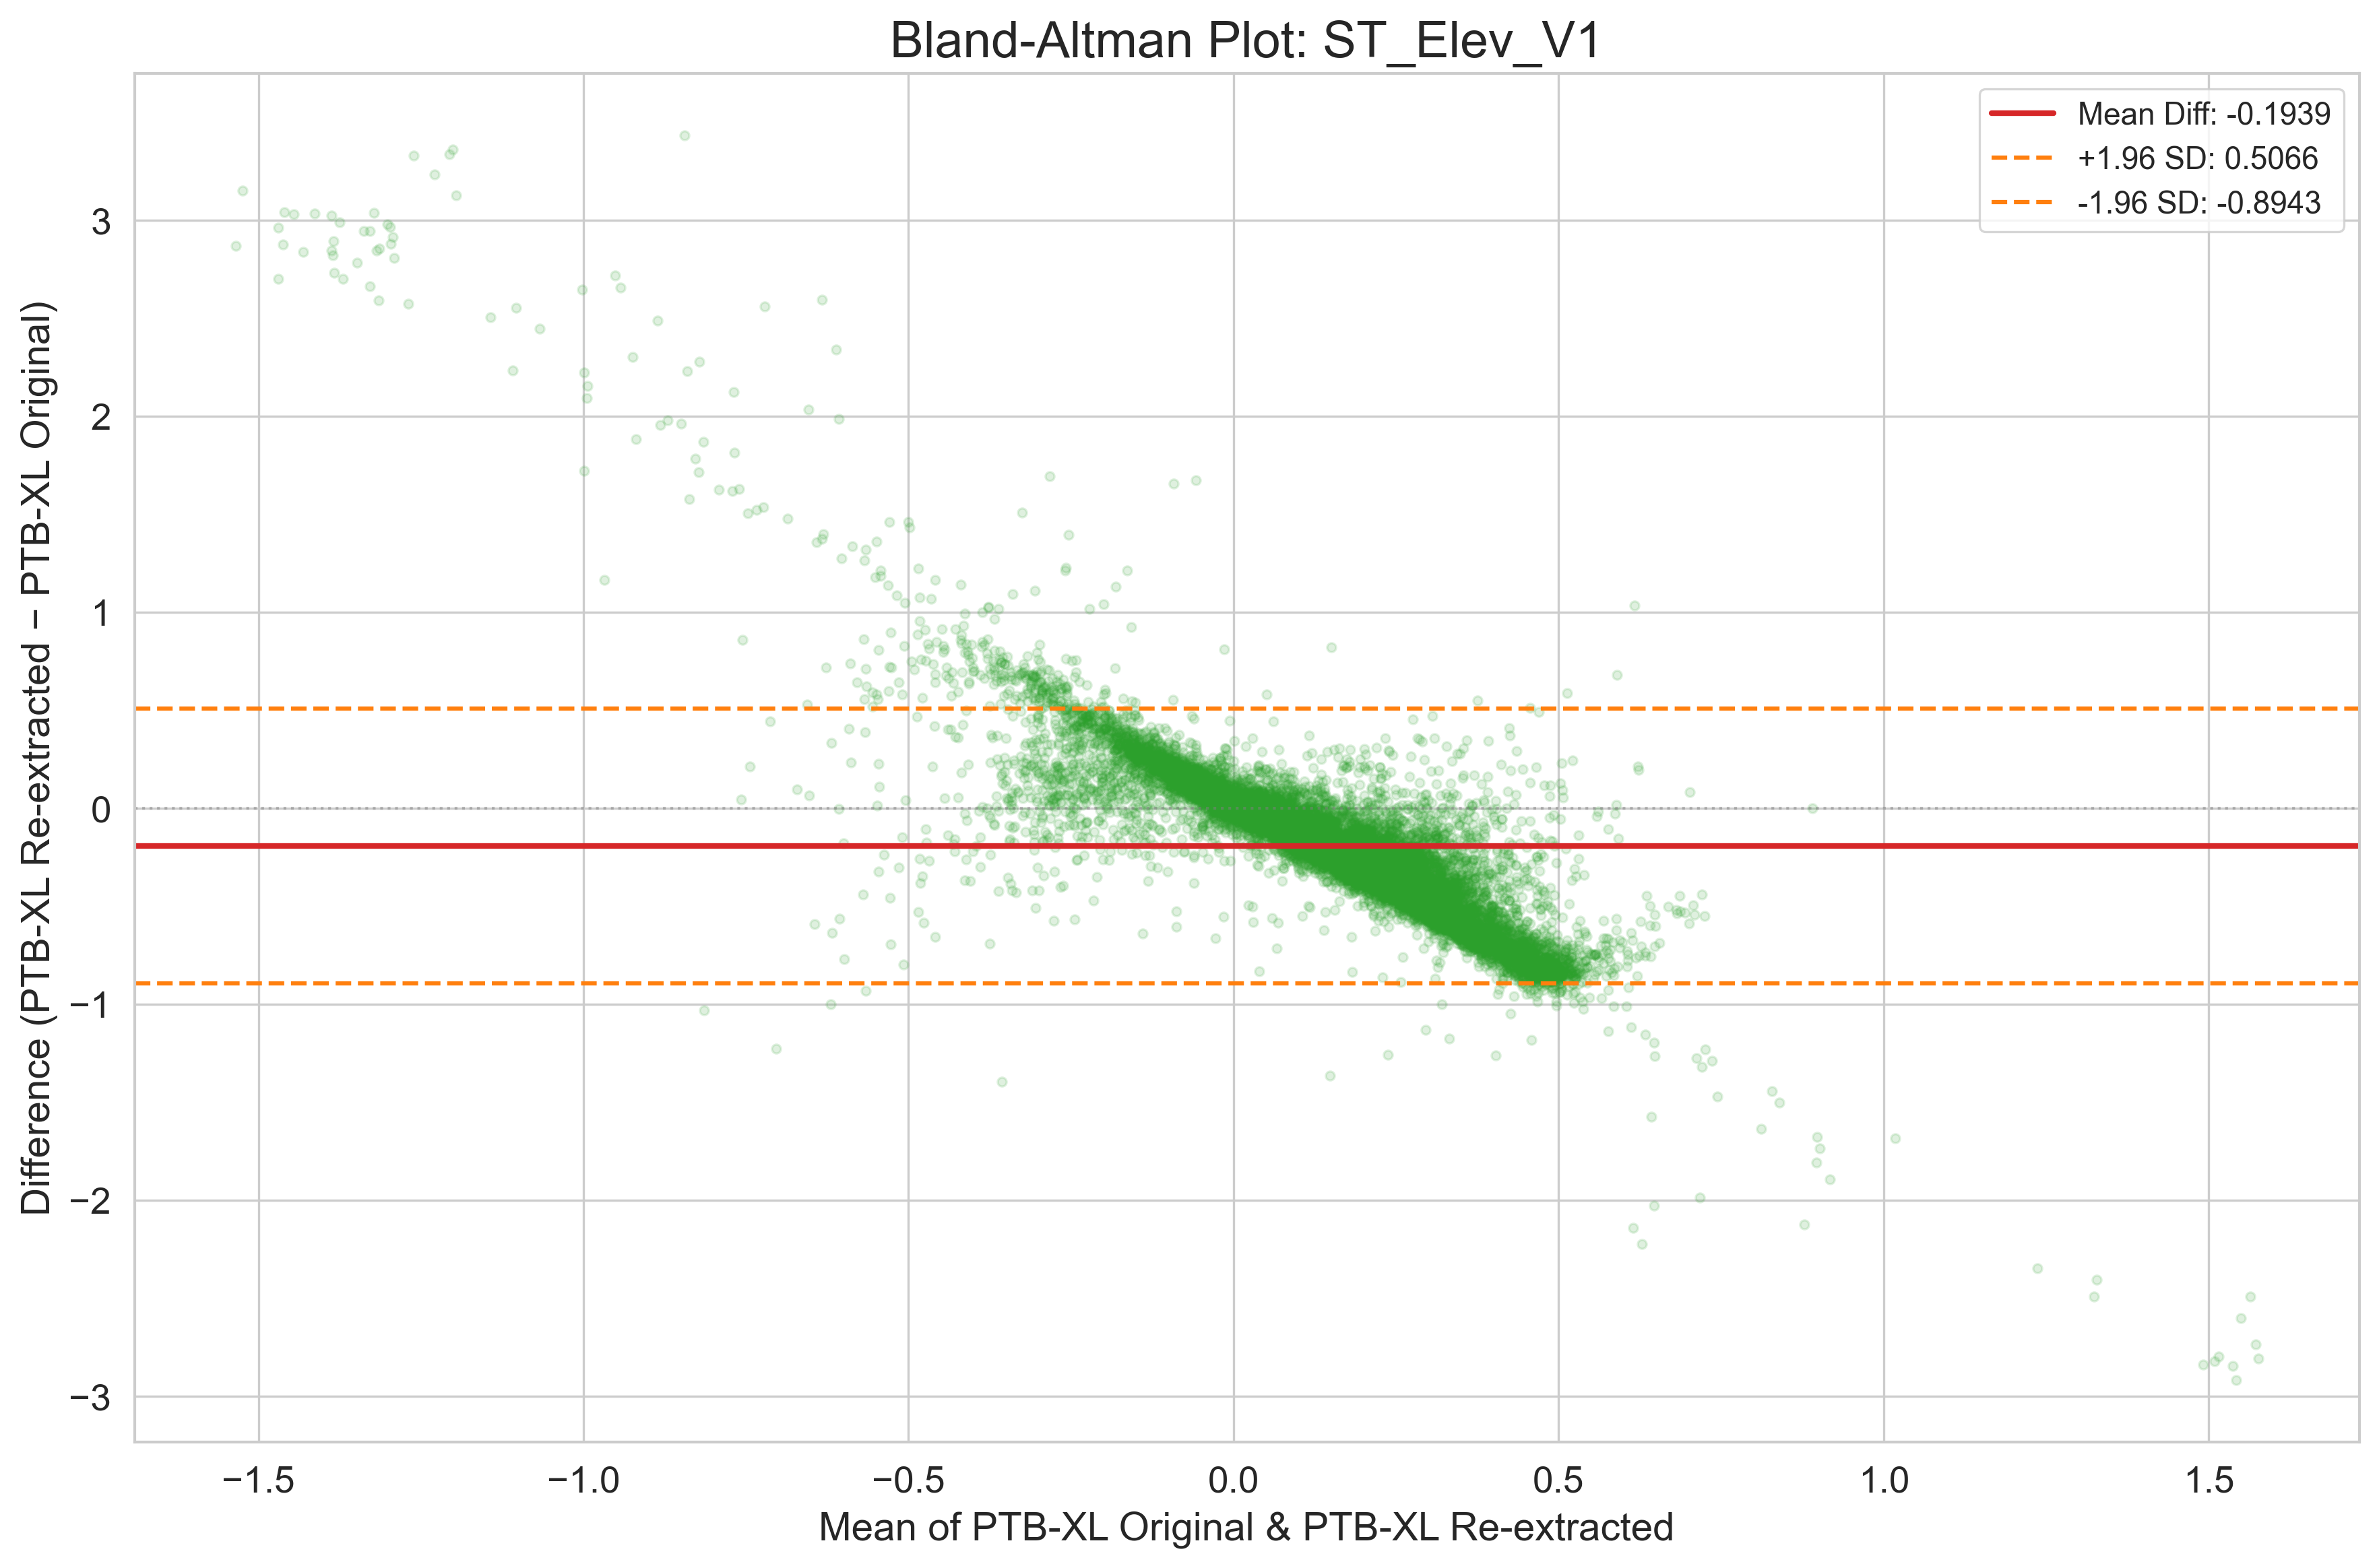 Bland-Altman Plot: ST_Elev_V1
Mean Diff: -0.1939
+1.96 SD: 0.5066
-1.96 SD: -0.8943
Difference (PTB-XL Re-extracted − PTB-XL Original)
3
2
1
0
−1
−2
−3
−1.5 −1.0 −0.5 0.0 0.5 1.0 1.5
Mean of PTB-XL Original & PTB-XL Re-extracted